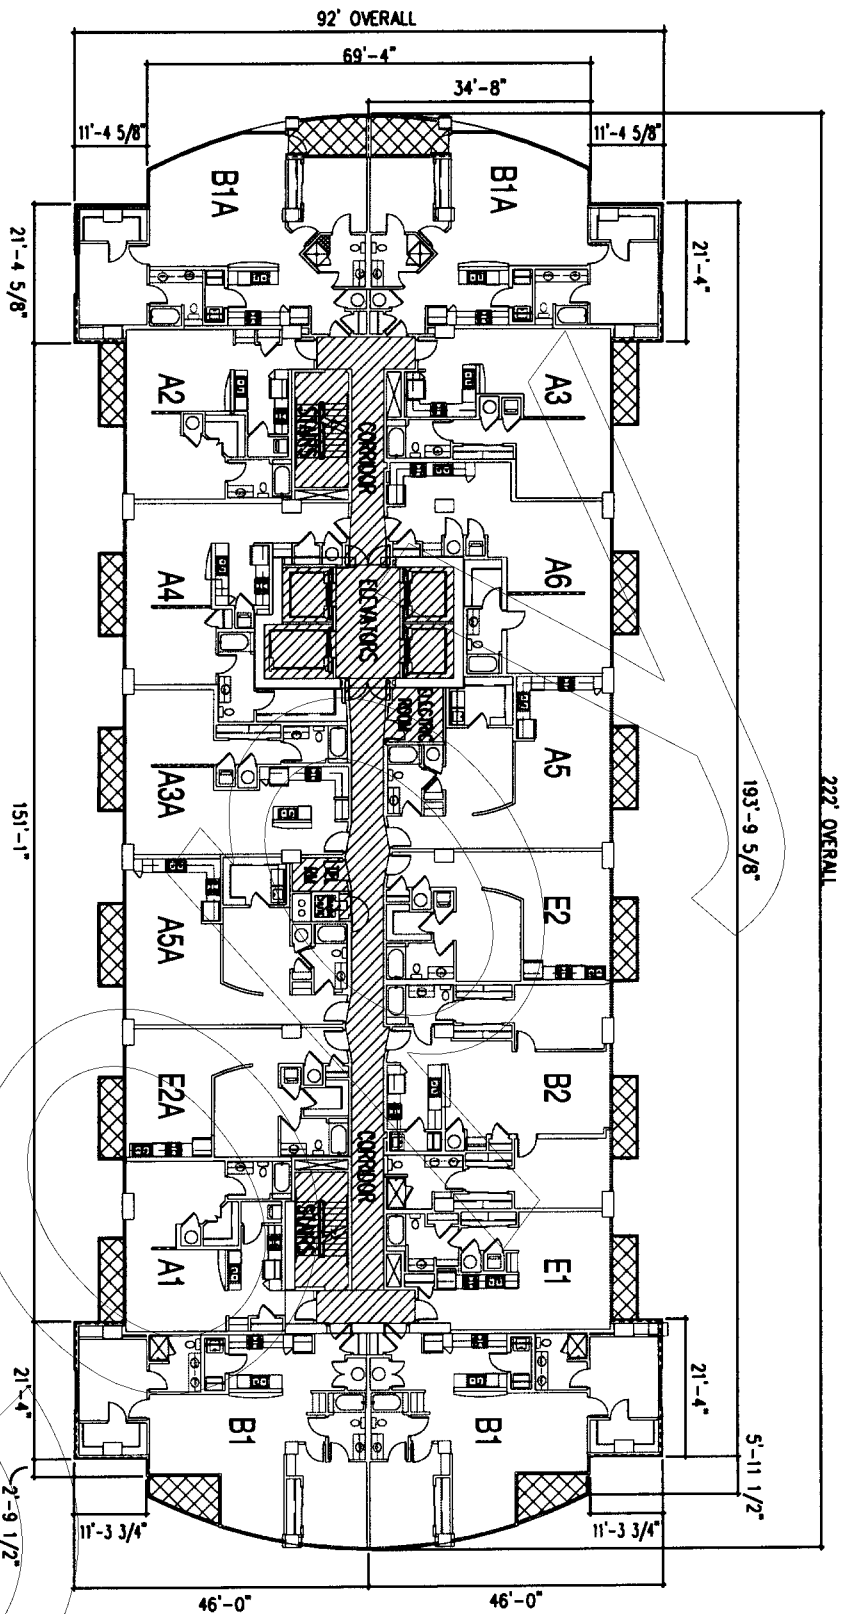 92' OVERALL
69'-4"
34'-8"
11'-4 5/8"
11'-4 5/8"
B1A
B1A
21'-4 5/8"
21'-4"
A2
STAIRS
CORRIDOR
A3
A4
ELEVATORS
A6
ELECTRIC
ROOM
A5
A3A
151'-1"
193'-9 5/8"
222' OVERALL
A5A
E2
E2A
B2
CORRIDOR
STAIRS
A1
E1
21'-4"
21'-4"
B1
B1
5'-11 1/2"
2'-9 1/2"
11'-3 3/4"
11'-3 3/4"
46'-0"
46'-0"